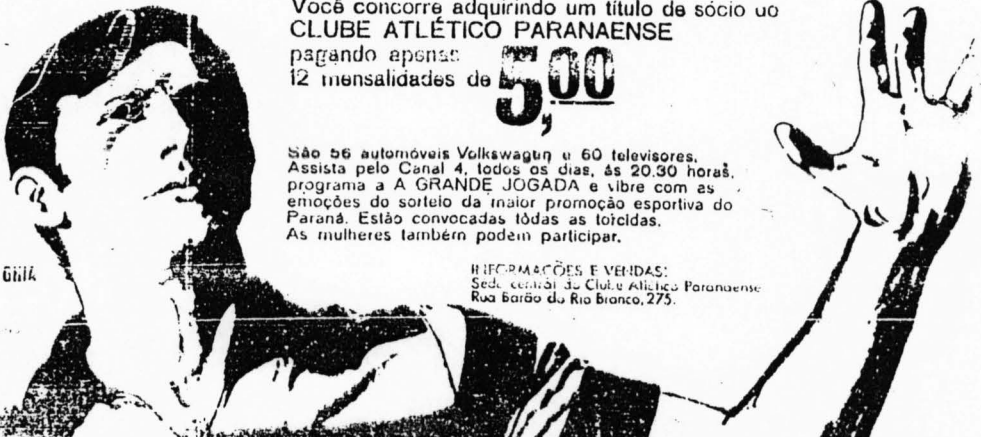 Você concorre adquirindo um título de sócio do
CLUBE ATLÉTICO PARANAENSE
pagando apenas
12 mensalidades de 5,00
São 56 automóveis Volkswagen e 60 televisores.
Assista pelo Canal 4, todos os dias, às 20.30 horas,
programa a A GRANDE JOGADA e vibre com as
emoções do sorteio da maior promoção esportiva do
Paraná. Estão convocadas tôdas as torcidas.
As mulheres também podem participar.
INFORMAÇÕES E VENDAS:
Sede central do Clube Atlético Paranaense
Rua Barão do Rio Branco, 275.